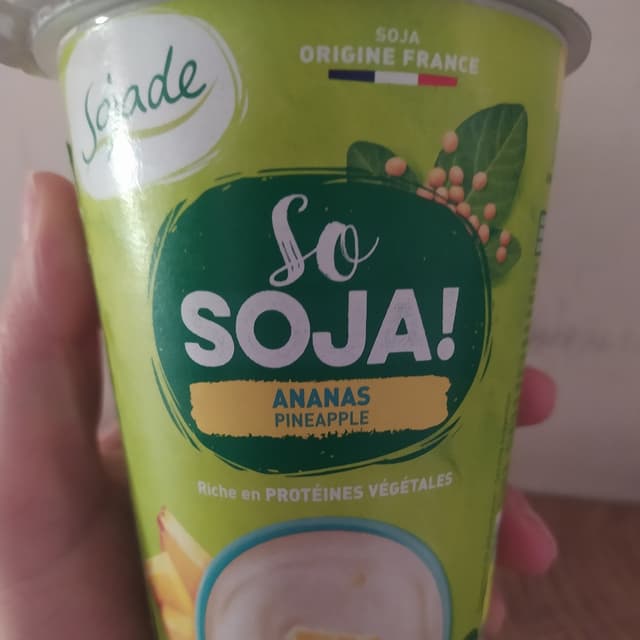 Sojade
SOJA
ORIGINE FRANCE
So
SOJA!
ANANAS
PINEAPPLE
Riche en PROTÉINES VÉGÉTALES